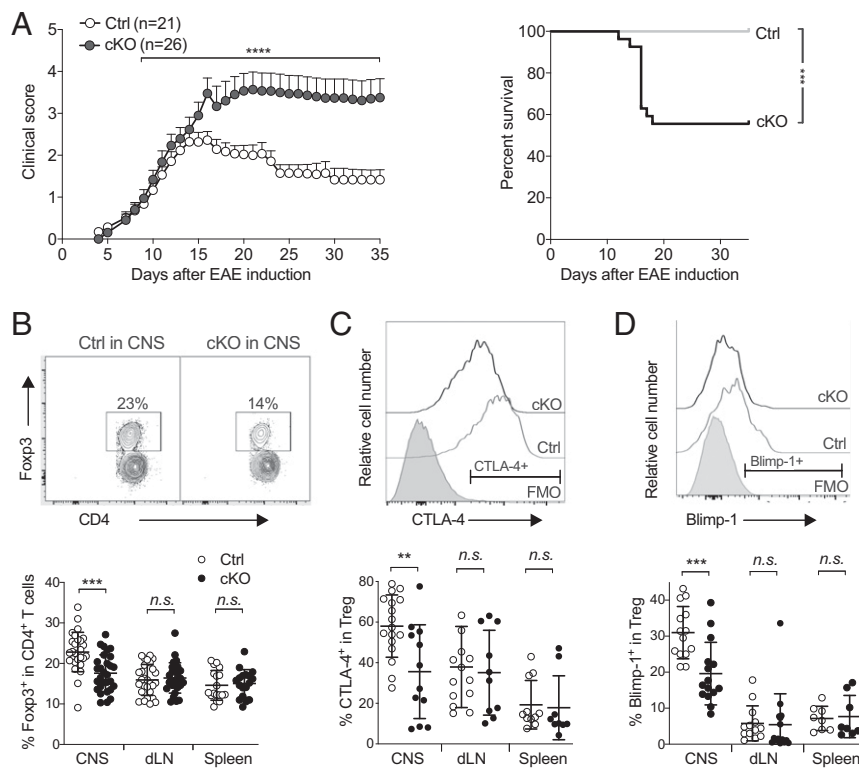 A
Ctrl (n=21)
cKO (n=26)
****
5
4
3
2
1
0
Clinical score
0 5 10 15 20 25 30 35
Days after EAE induction
100
80
60
40
20
0
Percent survival
Ctrl
***
cKO
0 10 20 30
Days after EAE induction
B
Ctrl in CNS
cKO in CNS
23%
14%
Foxp3
CD4
C
Relative cell number
cKO
Ctrl
CTLA-4+
FMO
CTLA-4
D
Relative cell number
cKO
Ctrl
Blimp-1+
FMO
Blimp-1
Ctrl
cKO
*** n.s. n.s.
40
30
20
10
0
% Foxp3⁺ in CD4⁺ T cells
CNS dLN Spleen
** n.s. n.s.
80
60
40
20
0
% CTLA-4⁺ in Treg
CNS dLN Spleen
*** n.s. n.s.
40
30
20
10
0
% Blimp-1⁺ in Treg
CNS dLN Spleen